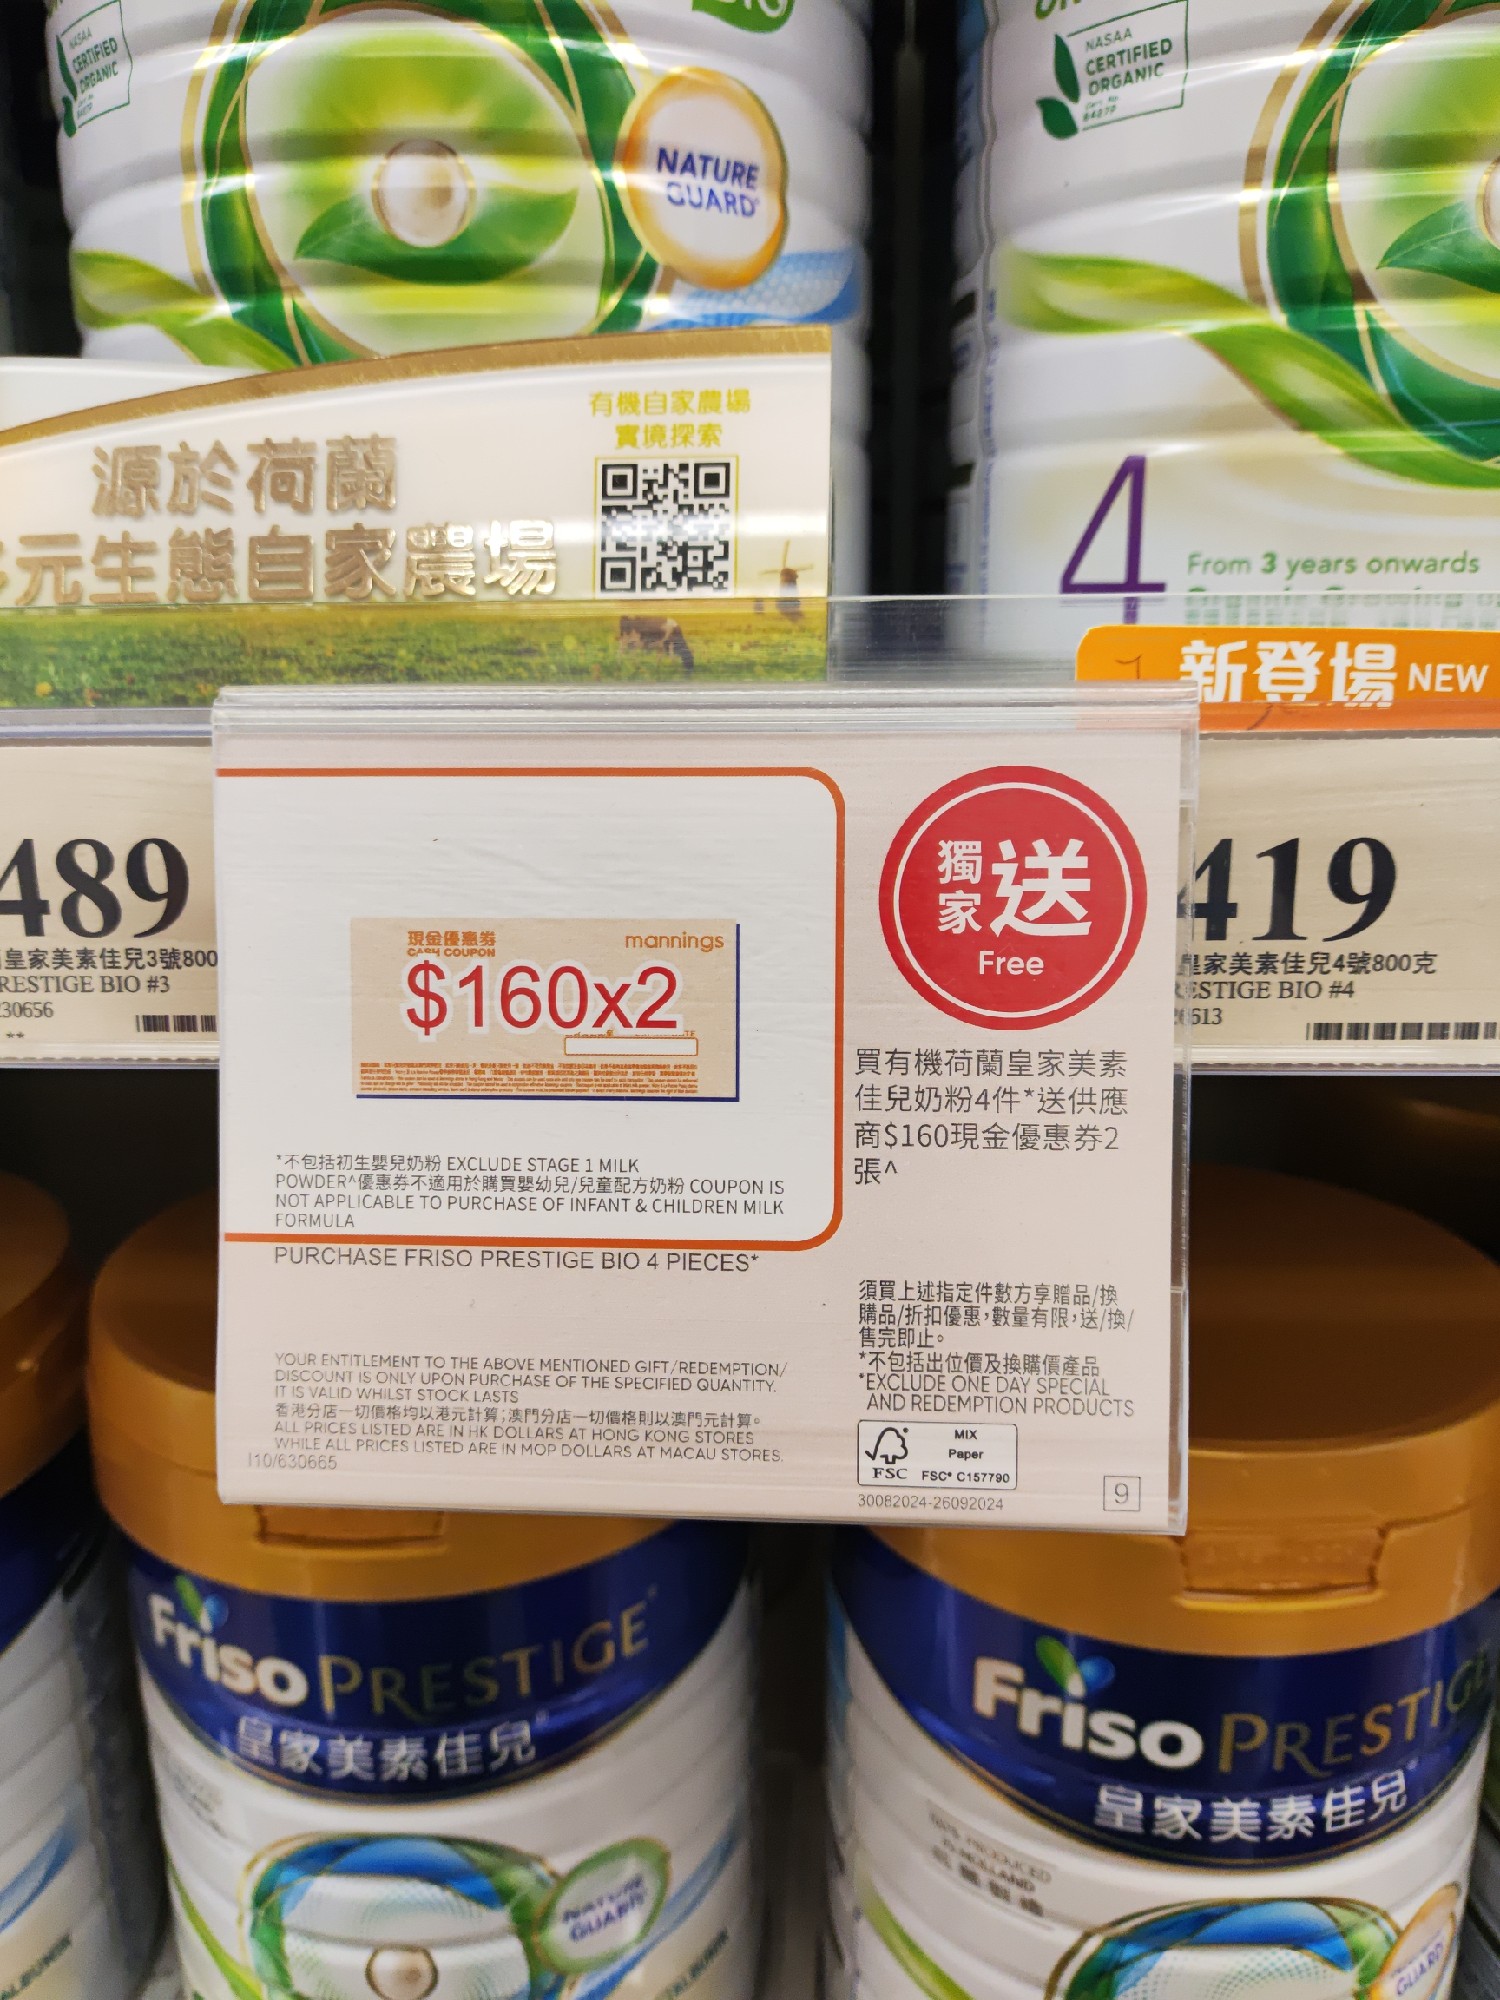 NASAA
CERTIFIED
ORGANIC
NATURE
GUARD
NASAA
CERTIFIED
ORGANIC
有機自家農場
實境探索
源於荷蘭
元生態自家農場
4
From 3 years onwards
新登場 NEW
489
皇家美素佳兒3號800
RESTIGE BIO #3
30656
**
419
皇家美素佳兒4號800克
RESTIGE BIO #4
613
現金優惠券
CASH COUPON
mannings
$160x2
獨家送
Free
買有機荷蘭皇家美素
佳兒奶粉4件*送供應
商$160現金優惠券2
張^
*不包括初生嬰兒奶粉 EXCLUDE STAGE 1 MILK
POWDER^優惠券不適用於購買嬰幼兒/兒童配方奶粉 COUPON IS
NOT APPLICABLE TO PURCHASE OF INFANT & CHILDREN MILK
FORMULA
PURCHASE FRISO PRESTIGE BIO 4 PIECES*
須買上述指定件數方享贈品/換
購品/折扣優惠,數量有限,送/換/
售完即止。
*不包括出位價及換購價產品
*EXCLUDE ONE DAY SPECIAL
AND REDEMPTION PRODUCTS
YOUR ENTITLEMENT TO THE ABOVE MENTIONED GIFT/REDEMPTION/
DISCOUNT IS ONLY UPON PURCHASE OF THE SPECIFIED QUANTITY.
IT IS VALID WHILST STOCK LASTS
香港分店一切價格均以港元計算;澳門分店一切價格則以澳門元計算。
ALL PRICES LISTED ARE IN HK DOLLARS AT HONG KONG STORES
WHILE ALL PRICES LISTED ARE IN MOP DOLLARS AT MACAU STORES.
I10/630665
FSC
MIX
Paper
FSC® C157790
30082024-26092024
9
Friso PRESTIGE
皇家美素佳兒
NATURE
GUARD
Friso PRESTIG
皇家美素佳兒
100% PRODUCED
IN HOLLAND
GUARD